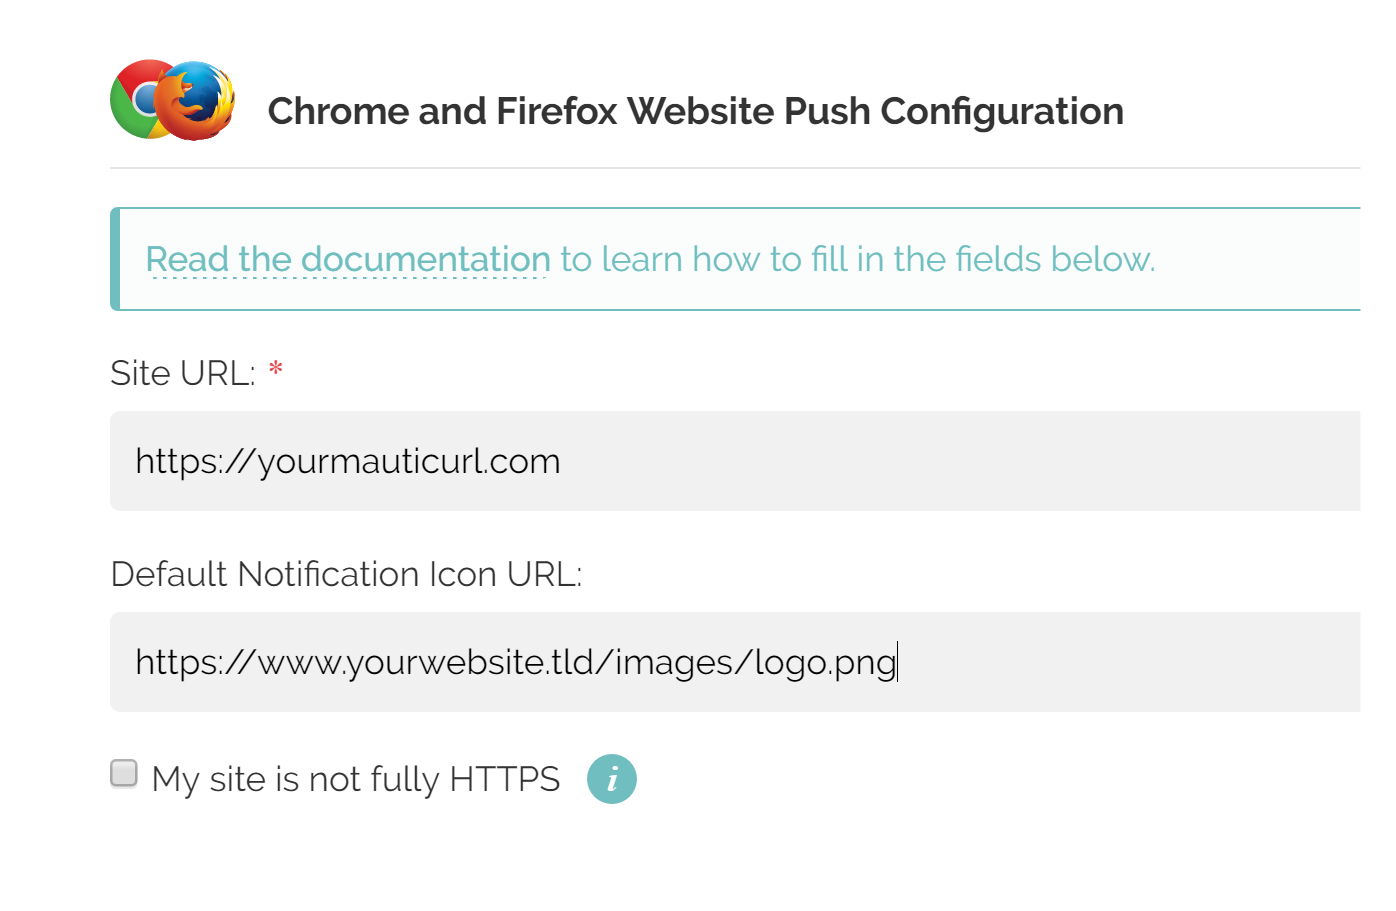 Chrome and Firefox Website Push Configuration
Read the documentation to learn how to fill in the fields below.
Site URL: *
https://yourmauticurl.com
Default Notification Icon URL:
https://www.yourwebsite.tld/images/logo.png
My site is not fully HTTPS i